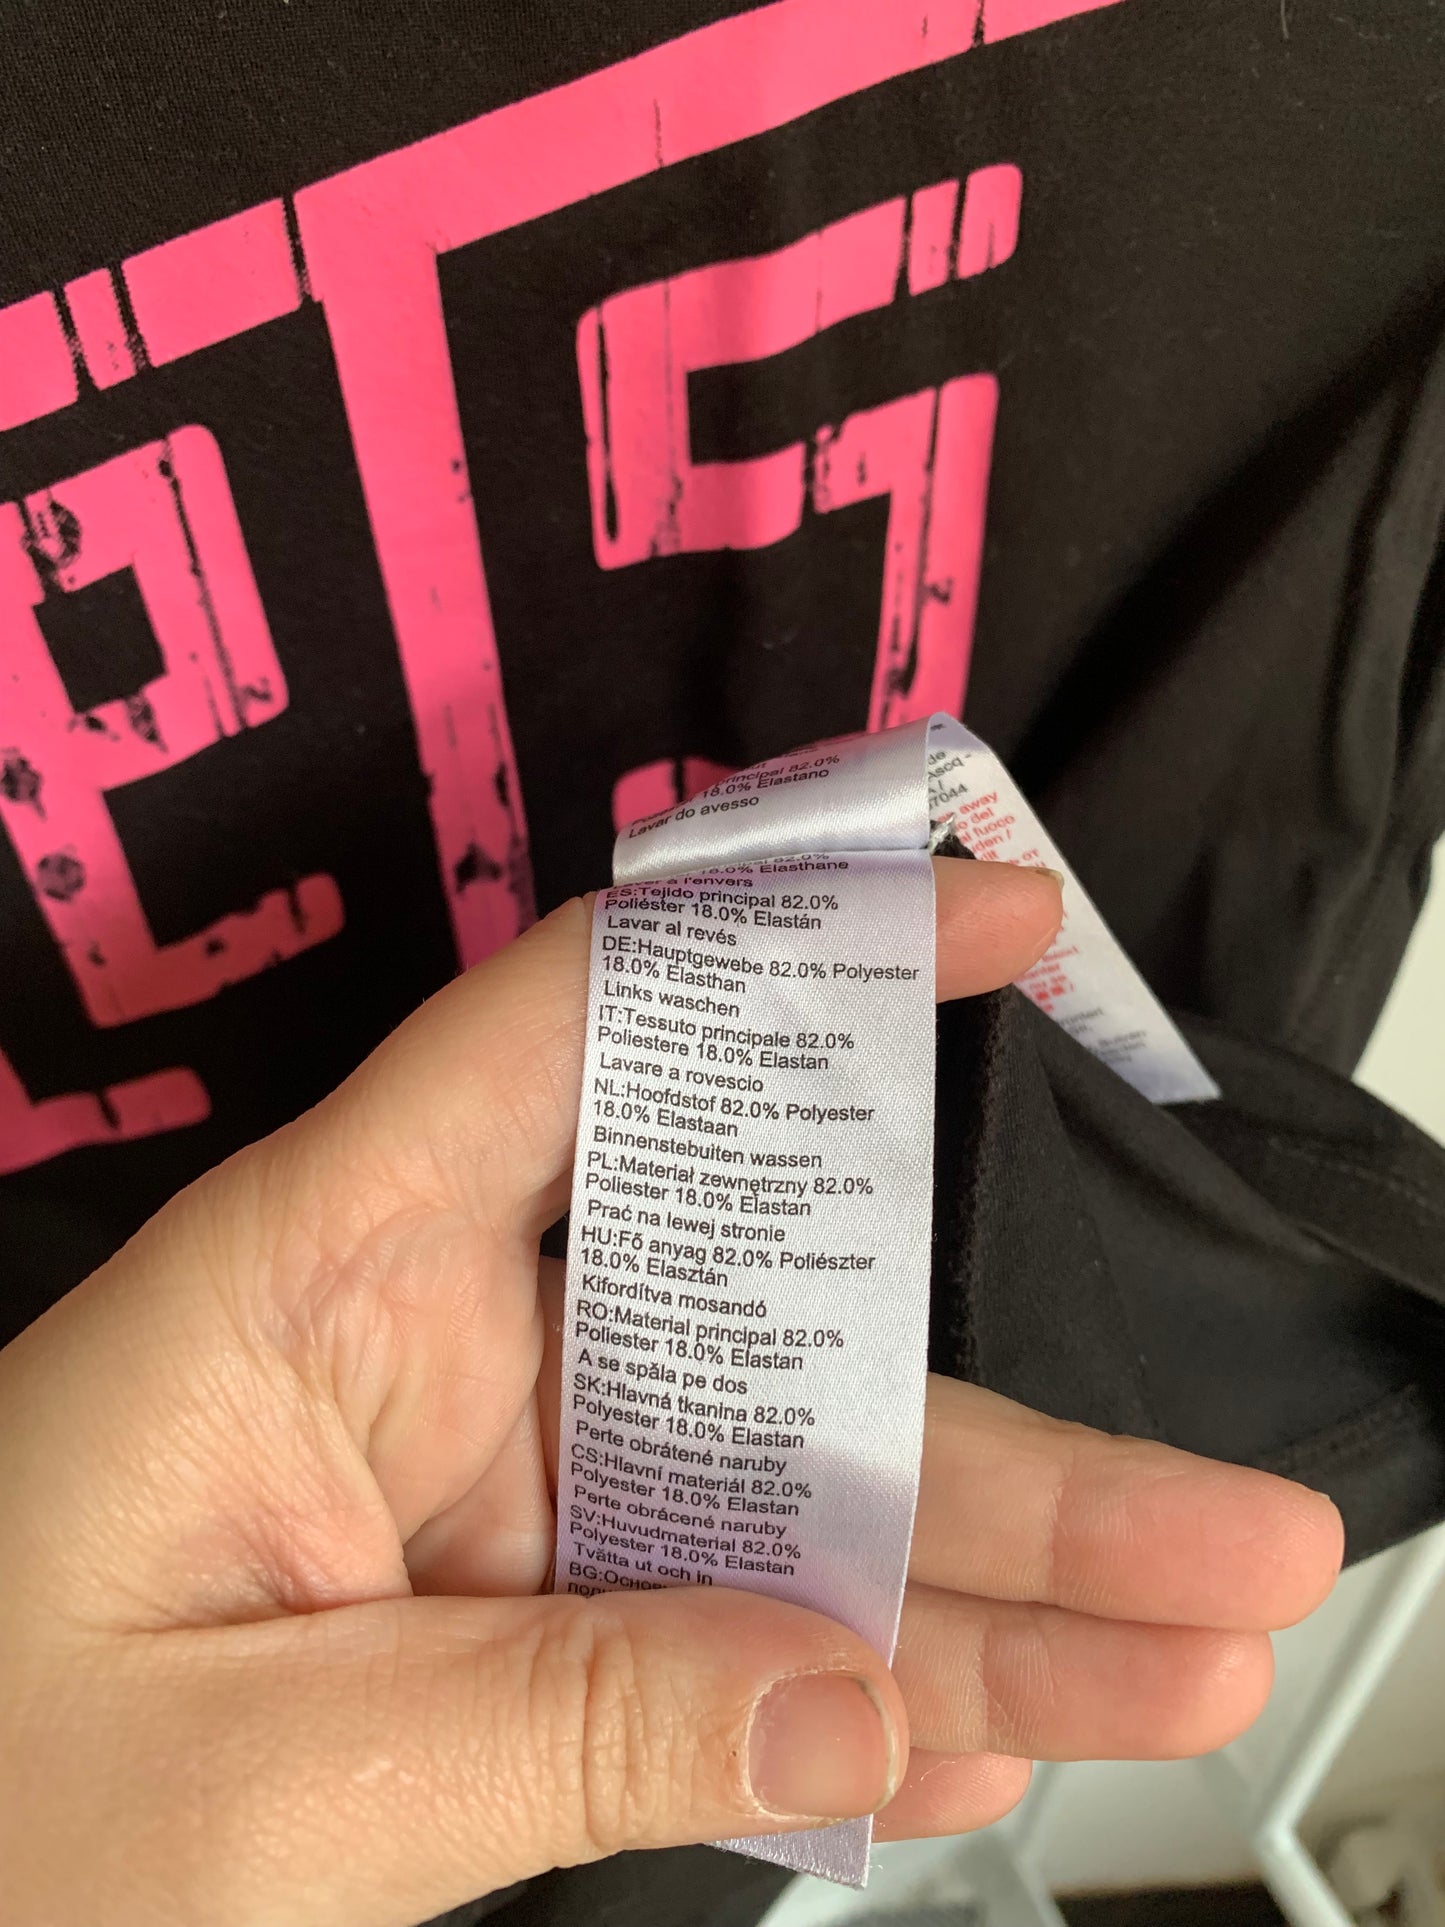 principal 82.0%
18.0% Elastano
Lavar do avesso
82.0%
18.0% Elasthane
l'envers
ES:Tejido principal 82.0%
Poliéster 18.0% Elastán
Lavar al revés
DE:Hauptgewebe 82.0% Polyester
18.0% Elasthan
Links waschen
IT:Tessuto principale 82.0%
Poliestere 18.0% Elastan
Lavare a rovescio
NL:Hoofdstof 82.0% Polyester
18.0% Elastaan
Binnenstebuiten wassen
PL:Materiał zewnętrzny 82.0%
Poliester 18.0% Elastan
Prać na lewej stronie
HU:Fő anyag 82.0% Poliészter
18.0% Elasztán
Kifordítva mosandó
RO:Material principal 82.0%
Poliester 18.0% Elastan
A se spăla pe dos
SK:Hlavná tkanina 82.0%
Polyester 18.0% Elastan
Perte obrátené naruby
CS:Hlavní materiál 82.0%
Polyester 18.0% Elastan
Perte obrácené naruby
SV:Huvudmaterial 82.0%
Polyester 18.0% Elastan
Tvätta ut och in
away
del
fuoco